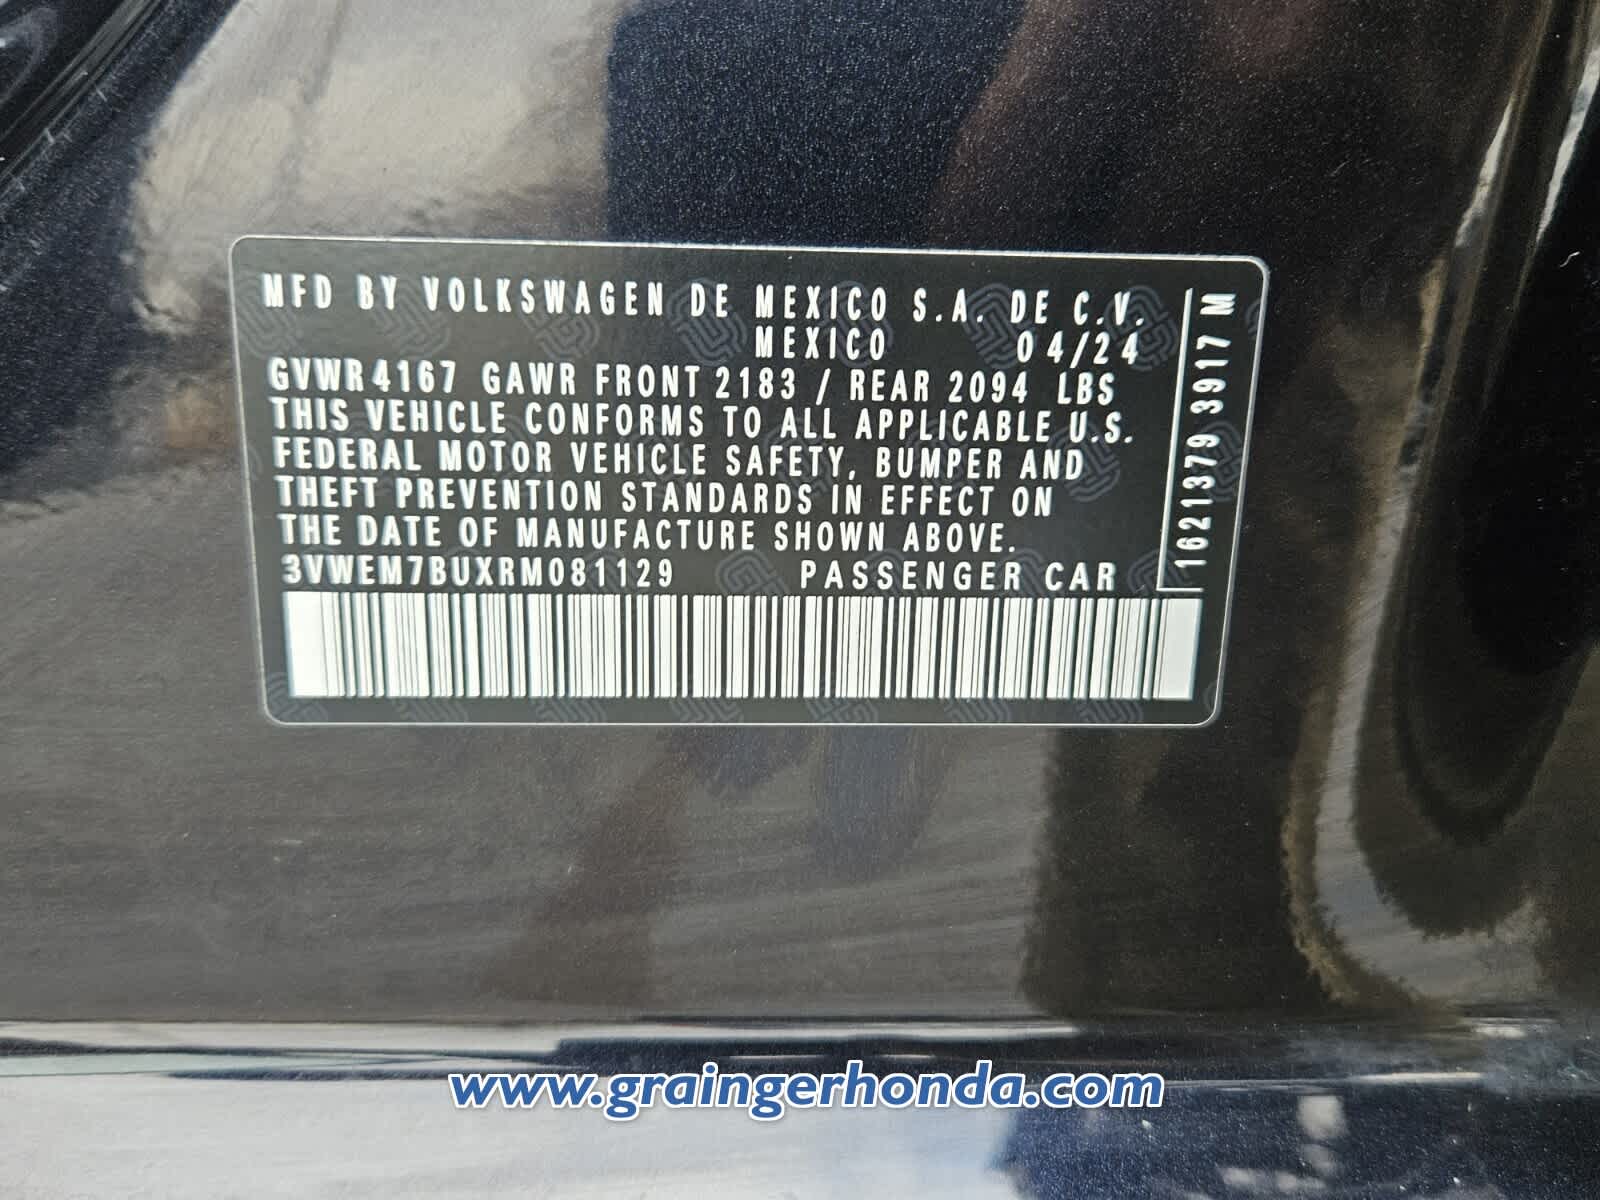 MFD BY VOLKSWAGEN DE MEXICO S.A. DE C.V.
MEXICO 04/24
GVWR 4167 GAWR FRONT 2183 / REAR 2094 LBS
THIS VEHICLE CONFORMS TO ALL APPLICABLE U.S.
FEDERAL MOTOR VEHICLE SAFETY, BUMPER AND
THEFT PREVENTION STANDARDS IN EFFECT ON
THE DATE OF MANUFACTURE SHOWN ABOVE.
3VWEM7BUXRM081129 PASSENGER CAR
1621379 3917 M
www.graingerhonda.com